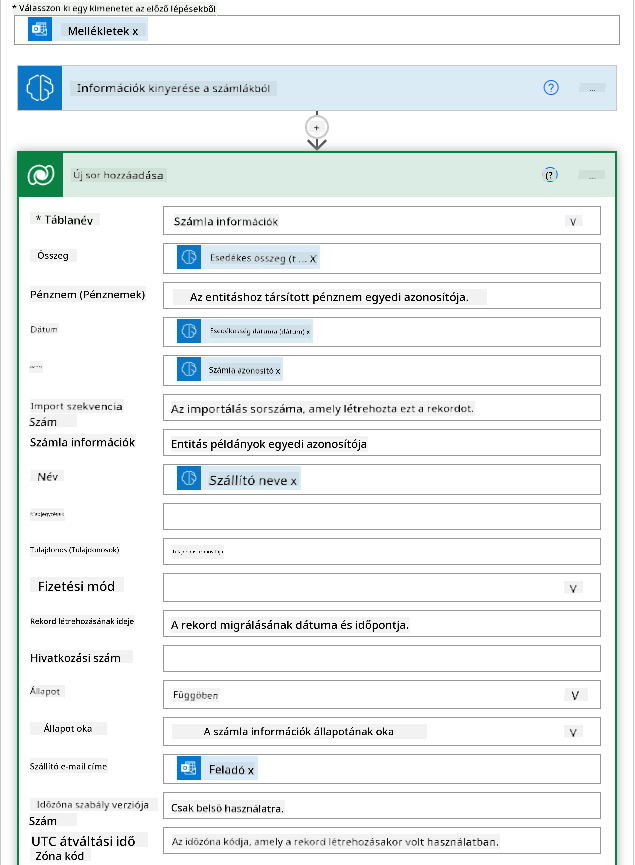 * Válasszon ki egy kimenetet az előző lépésekből
Mellékletek x
Információk kinyerése a számlákból
?
...
+
Új sor hozzáadása
(?
...
* Táblanév
Számla információk
V
Összeg
Esedékes összeg (t ... X
Pénznem (Pénznemek)
Az entitáshoz társított pénznem egyedi azonosítója.
Dátum
Esedékesség dátuma (dátum) x
Számla azonosító x
Import szekvencia
Szám
Az importálás sorszáma, amely létrehozta ezt a rekordot.
Számla információk
Entitás példányok egyedi azonosítója
Név
Szállító neve x
Tulajdonos (Tulajdonosok)
Fizetési mód
V
Rekord létrehozásának ideje
A rekord migrálásának dátuma és időpontja.
Hivatkozási szám
Állapot
Függőben
V
Állapot oka
A számla információk állapotának oka
V
Szállító e-mail címe
Feladó x
Időzóna szabály verziója
Szám
Csak belső használatra.
UTC átváltási idő
Zóna kód
Az időzóna kódja, amely a rekord létrehozásakor volt használatban.